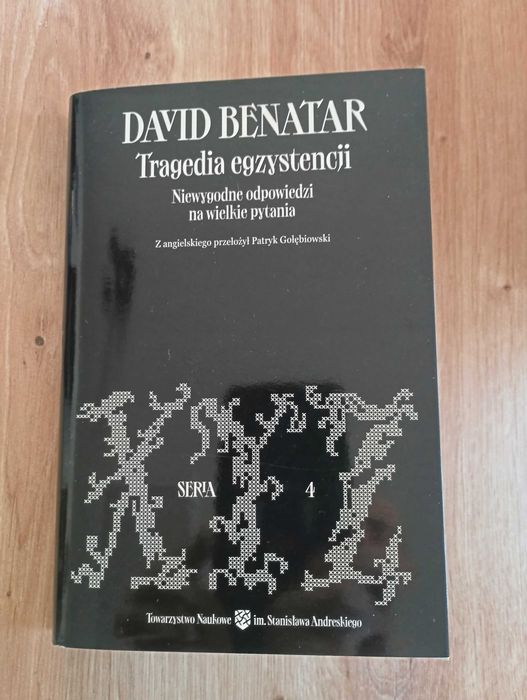 DAVID BENATAR
Tragedia egzystencji
Niewygodne odpowiedzi
na wielkie pytania
Z angielskiego przełożył Patryk Gołębiowski
SERIA 4
Towarzystwo Naukowe im. Stanisława Andreskiego